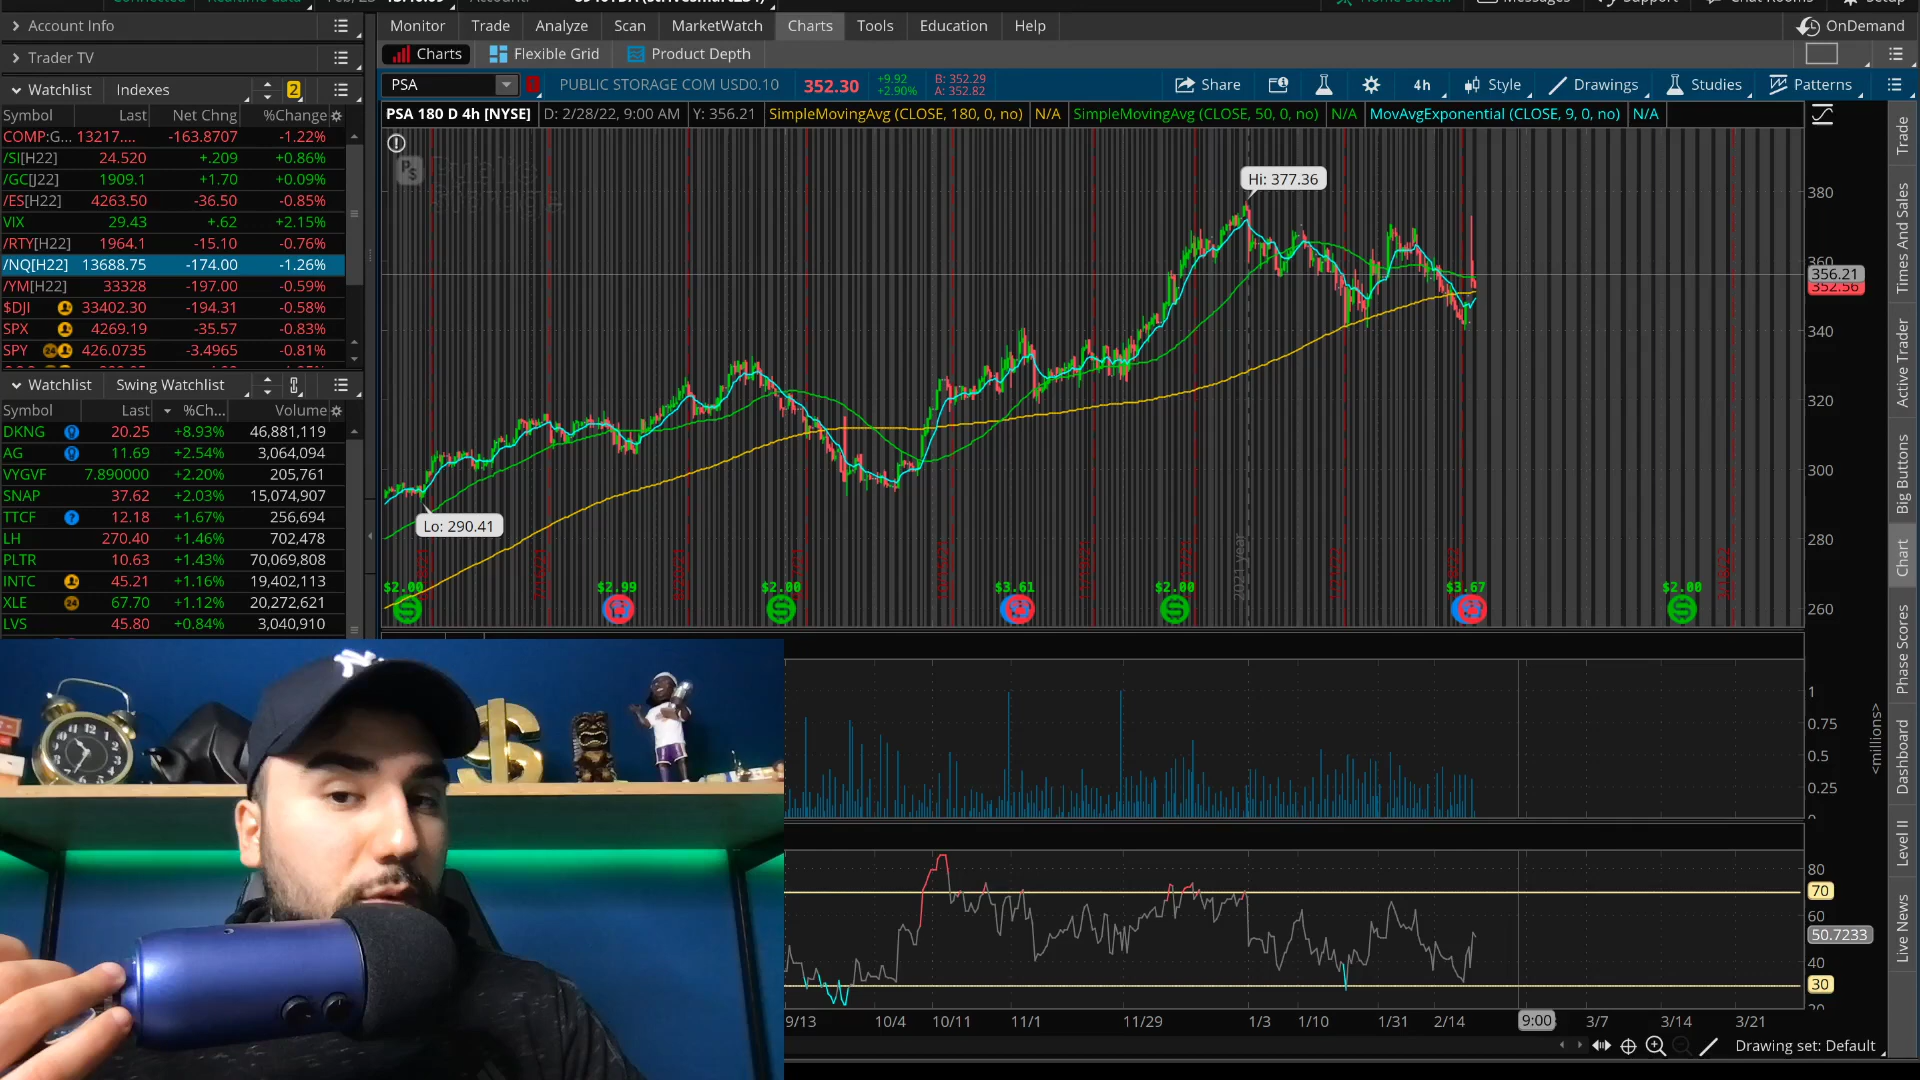 Account Info
Trader TV
Watchlist Indexes 2
Symbol Last Net Chng %Change
COMP:G... 13217.... -163.8707 -1.22%
/SI[H22] 24.520 +.209 +0.86%
/GC[J22] 1909.1 +1.70 +0.09%
/ES[H22] 4263.50 -36.50 -0.85%
VIX 29.43 +.62 +2.15%
/RTY[H22] 1964.1 -15.10 -0.76%
/NQ[H22] 13688.75 -174.00 -1.26%
/YM[H22] 33328 -197.00 -0.59%
$DJI 33402.30 -194.31 -0.58%
SPX 4269.19 -35.57 -0.83%
SPY 426.0735 -3.4965 -0.81%
Watchlist Swing Watchlist
Symbol Last %Ch... Volume
DKNG 20.25 +8.93% 46,881,119
AG 11.69 +2.54% 3,064,094
VYGVF 7.890000 +2.20% 205,761
SNAP 37.62 +2.03% 15,074,907
TTCF 12.18 +1.67% 256,694
LH 270.40 +1.46% 702,478
PLTR 10.63 +1.43% 70,069,808
INTC 45.21 +1.16% 19,402,113
XLE 67.70 +1.12% 20,272,621
LVS 45.80 +0.84% 3,040,910
Monitor Trade Analyze Scan MarketWatch Charts Tools Education Help OnDemand
Charts Flexible Grid Product Depth
PSA PUBLIC STORAGE COM USD0.10 352.30 +9.92 B: 352.29
+2.90% A: 352.82
Share 4h Style Drawings Studies Patterns
PSA 180 D 4h [NYSE] D: 2/28/22, 9:00 AM Y: 356.21 SimpleMovingAvg (CLOSE, 180, 0, no) N/A SimpleMovingAvg (CLOSE, 50, 0, no) N/A MovAvgExponential (CLOSE, 9, 0, no) N/A
Hi: 377.36
Lo: 290.41
380
360
356.21
352.56
340
320
300
280
260
2021 year
$2.00 $2.99 $2.00 $3.61 $2.00 $3.67 $2.00
1
0.75
0.5
0.25
0
<millions>
80
70
60
50.7233
40
30
20
9/13 10/4 10/11 11/1 11/29 1/3 1/10 1/31 2/14 9:00 3/7 3/14 3/21
Drawing set: Default
Trade
Times And Sales
Active Trader
Big Buttons
Chart
Phase Scores
Dashboard
Level II
Live News